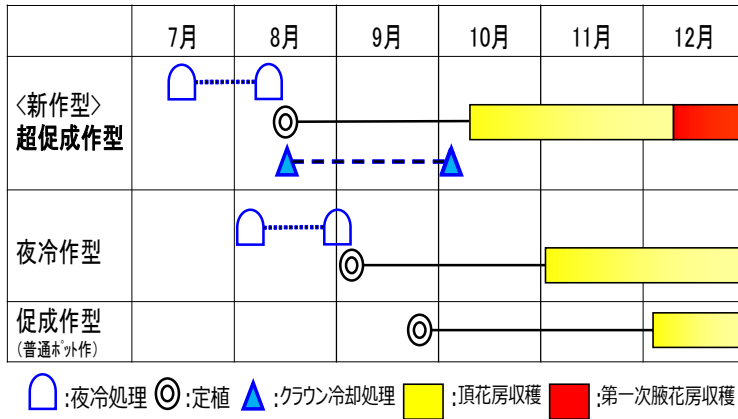 7月 8月 9月 10月 11月 12月
〈新作型〉
超促成作型
夜冷作型
促成作型
(普通ﾎﾟｯﾄ作)
:夜冷処理 :定植 :クラウン冷却処理 :頂花房収穫 :第一次腋花房収穫